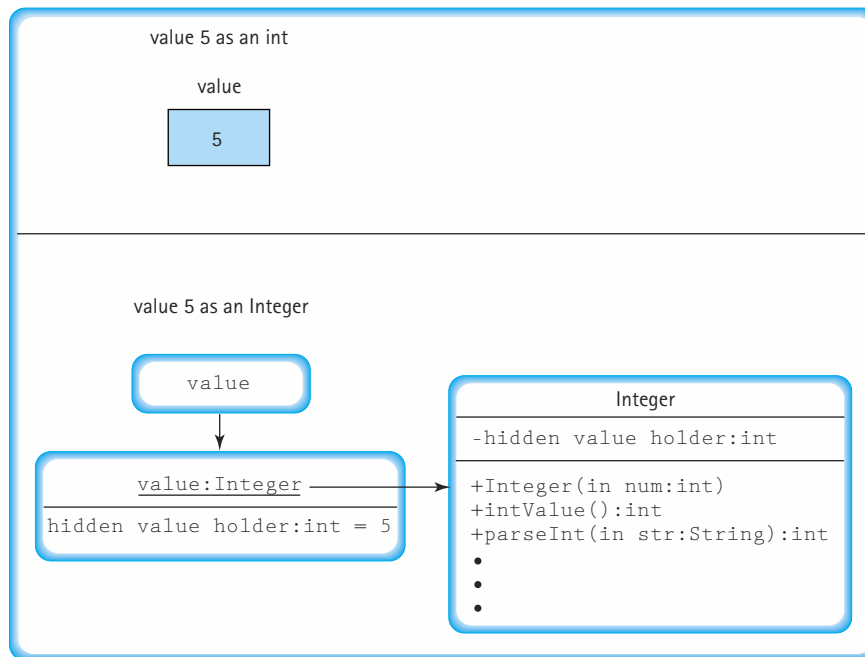 value 5 as an int
value
5
value 5 as an Integer
value
value:Integer
hidden value holder:int = 5
Integer
-hidden value holder:int
+Integer(in num:int)
+intValue():int
+parseInt(in str:String):int
•
•
•